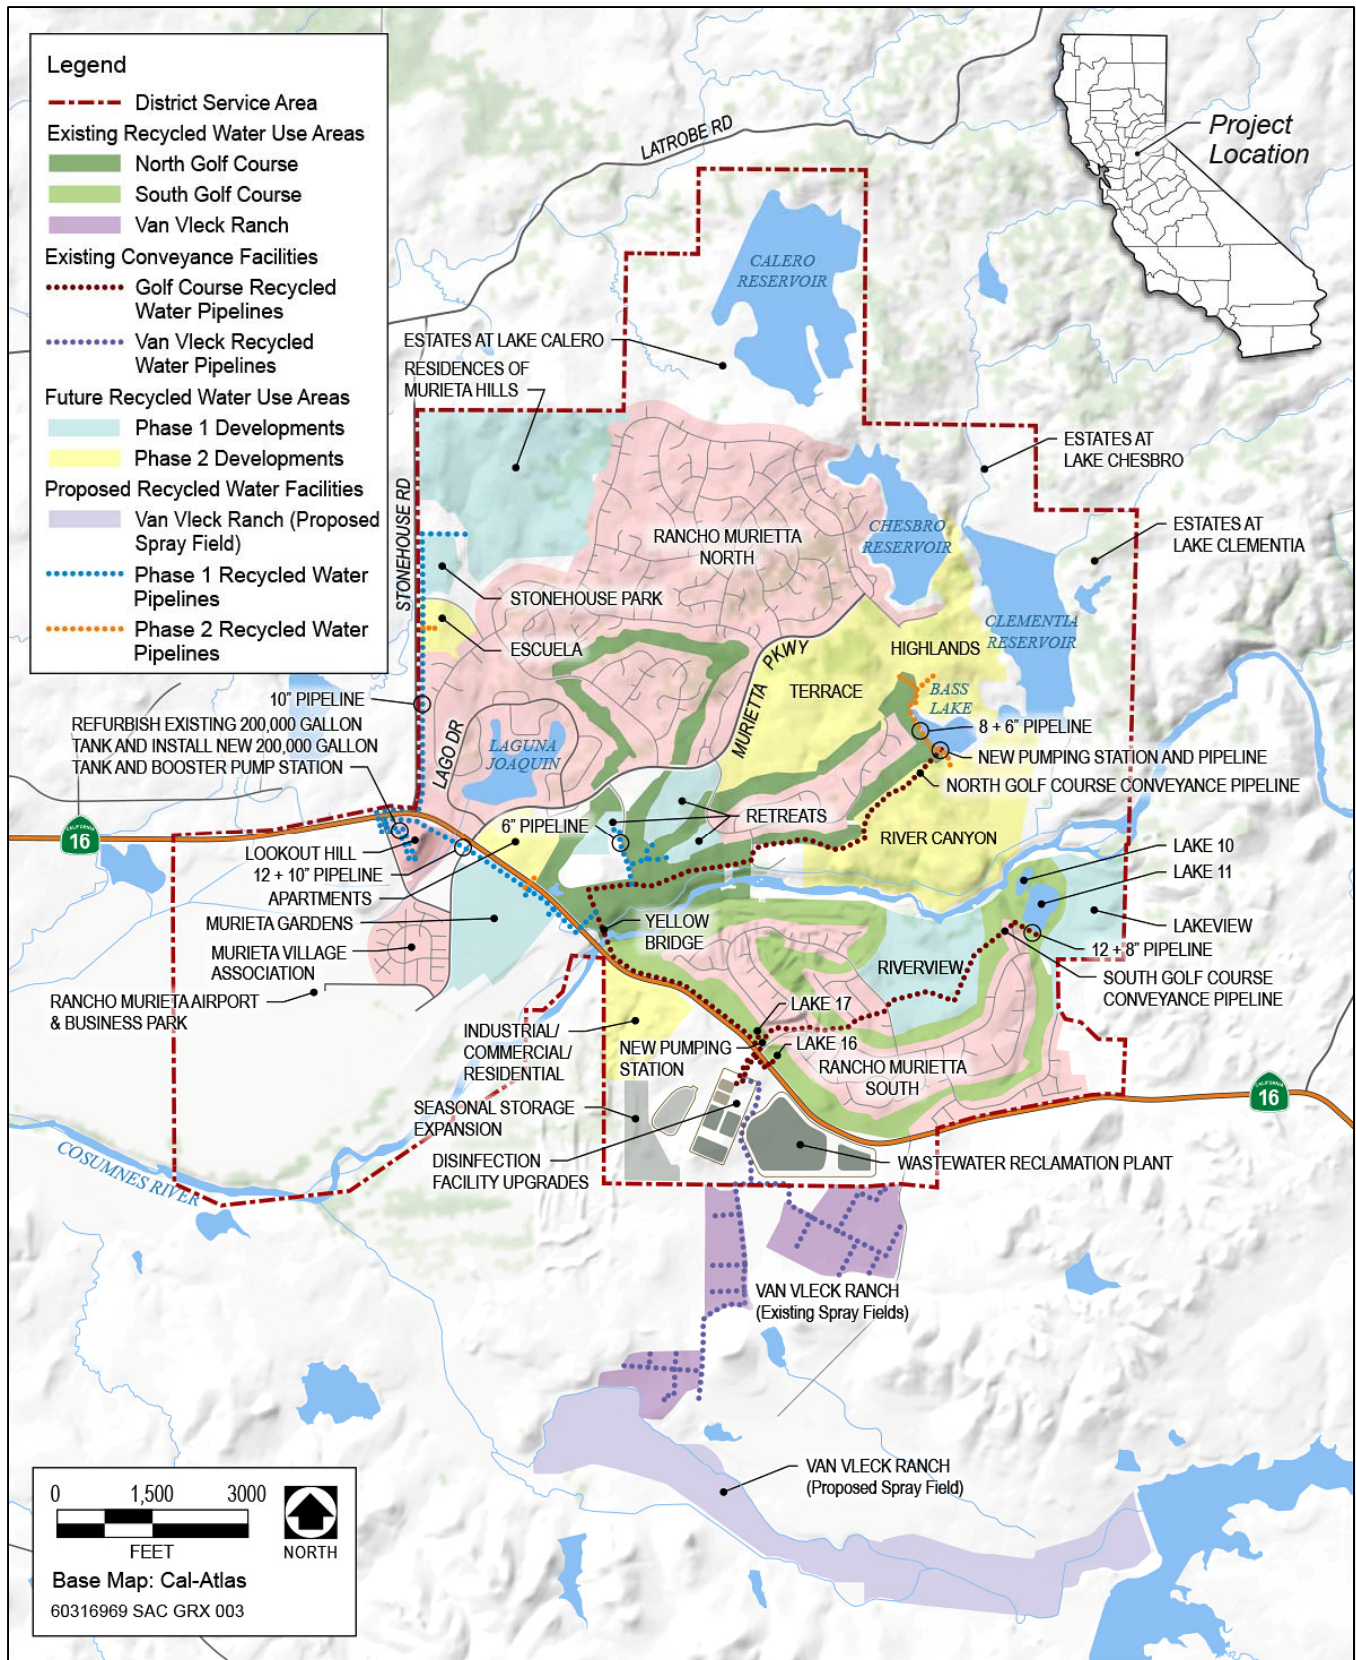 Legend
District Service Area
Existing Recycled Water Use Areas
North Golf Course
South Golf Course
Van Vleck Ranch
Existing Conveyance Facilities
Golf Course Recycled
Water Pipelines
Van Vleck Recycled
Water Pipelines
Future Recycled Water Use Areas
Phase 1 Developments
Phase 2 Developments
Proposed Recycled Water Facilities
Van Vleck Ranch (Proposed
Spray Field)
Phase 1 Recycled Water
Pipelines
Phase 2 Recycled Water
Pipelines
Project
Location
LATROBE RD
CALERO
RESERVOIR
ESTATES AT LAKE CALERO
RESIDENCES OF
MURIETA HILLS
ESTATES AT
LAKE CHESBRO
STONEHOUSE RD
RANCHO MURIETTA
NORTH
CHESBRO
RESERVOIR
ESTATES AT
LAKE CLEMENTIA
STONEHOUSE PARK
ESCUELA
CLEMENTIA
RESERVOIR
HIGHLANDS
MURIETTA PKWY
TERRACE
BASS
LAKE
10" PIPELINE
REFURBISH EXISTING 200,000 GALLON
TANK AND INSTALL NEW 200,000 GALLON
TANK AND BOOSTER PUMP STATION
LAGO DR
LAGUNA
JOAQUIN
8 + 6" PIPELINE
NEW PUMPING STATION AND PIPELINE
NORTH GOLF COURSE CONVEYANCE PIPELINE
RETREATS
6" PIPELINE
CALIFORNIA
16
LOOKOUT HILL
12 + 10" PIPELINE
APARTMENTS
RIVER CANYON
LAKE 10
LAKE 11
MURIETA GARDENS
YELLOW
BRIDGE
LAKEVIEW
MURIETA VILLAGE
ASSOCIATION
12 + 8" PIPELINE
RIVERVIEW
SOUTH GOLF COURSE
CONVEYANCE PIPELINE
RANCHO MURIETA AIRPORT
& BUSINESS PARK
LAKE 17
INDUSTRIAL/
COMMERCIAL/
RESIDENTIAL
NEW PUMPING
STATION
LAKE 16
RANCHO MURIETTA
SOUTH
CALIFORNIA
16
SEASONAL STORAGE
EXPANSION
DISINFECTION
FACILITY UPGRADES
WASTEWATER RECLAMATION PLANT
COSUMNES RIVER
VAN VLECK RANCH
(Existing Spray Fields)
VAN VLECK RANCH
(Proposed Spray Field)
0 1,500 3000
FEET
NORTH
Base Map: Cal-Atlas
60316969 SAC GRX 003